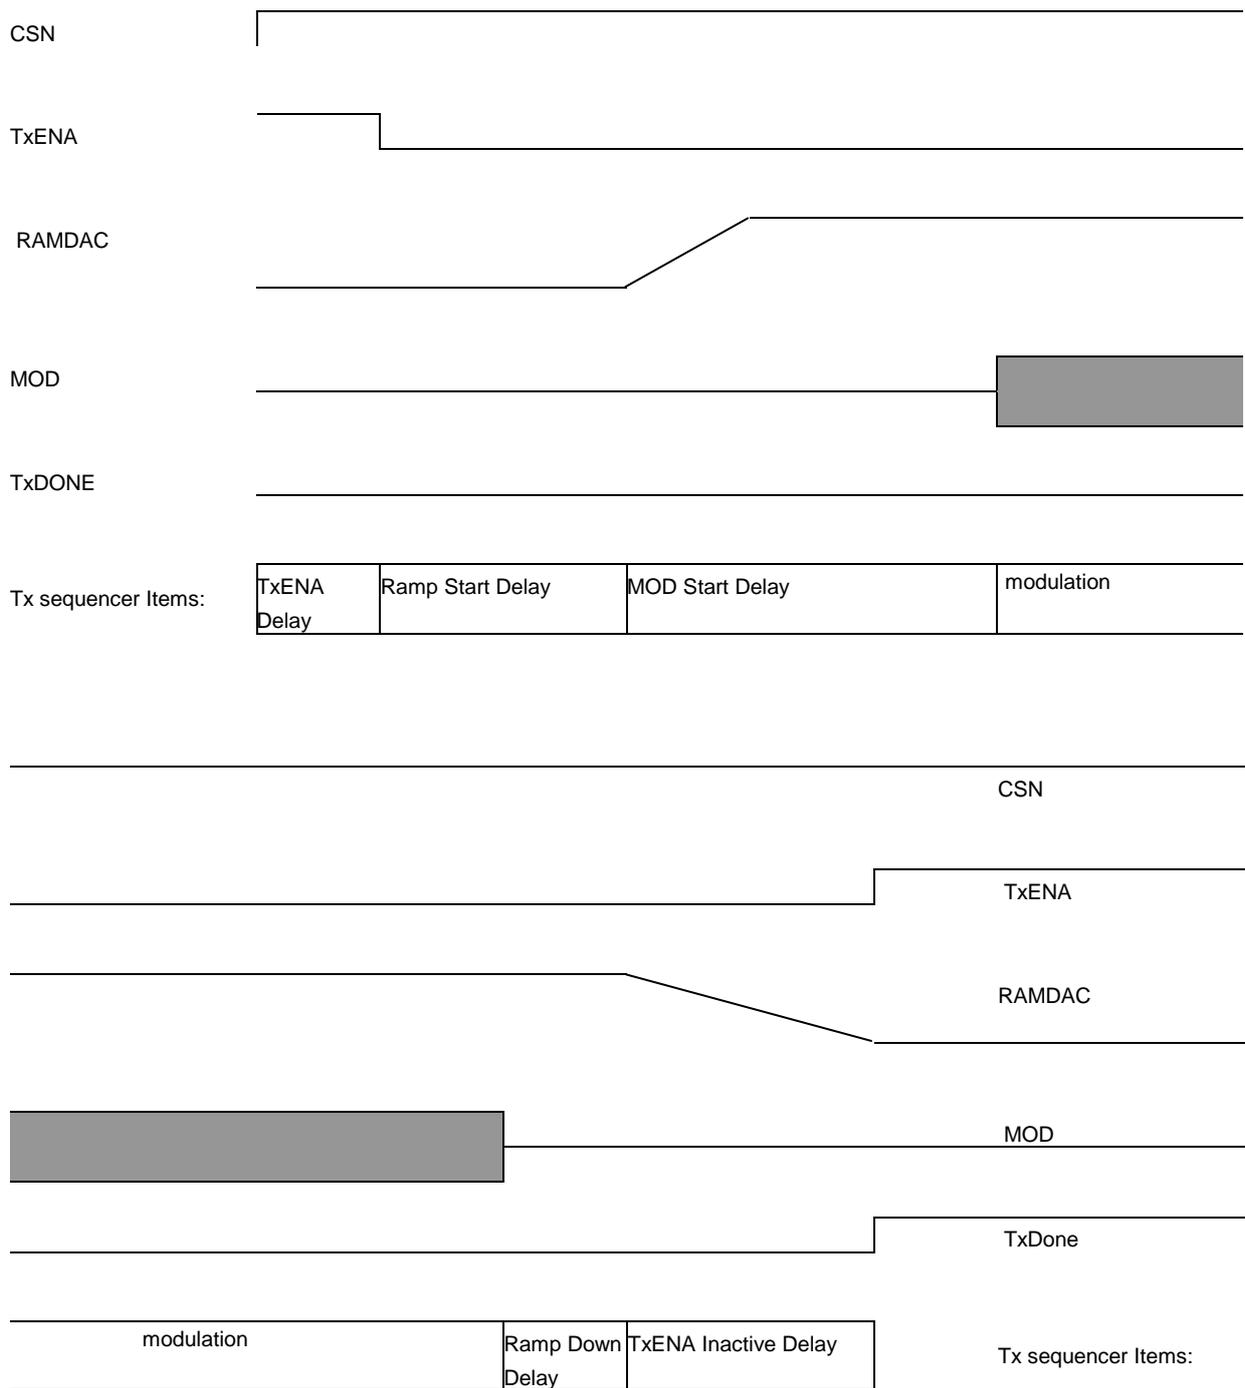 CSN
TxENA
RAMDAC
MOD
TxDONE
Tx sequencer Items:
TxENA
Delay
Ramp Start Delay
MOD Start Delay
modulation
CSN
TxENA
RAMDAC
MOD
TxDone
modulation
Ramp Down
Delay
TxENA Inactive Delay
Tx sequencer Items: